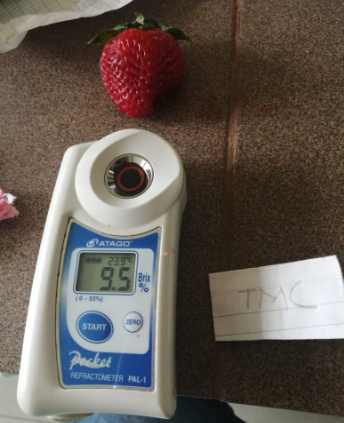 ATAGO
23.9°C
9.5 Brix %
(0~53%)
START
ZERO
Pocket
REFRACTOMETER PAL-1
TMC